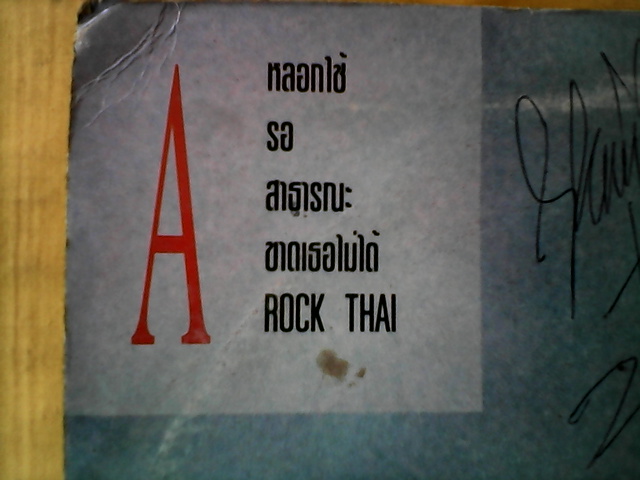 A
หลอกใช้
รอ
สาธารณะ
ขาดเธอไม่ได้
ROCK THAI